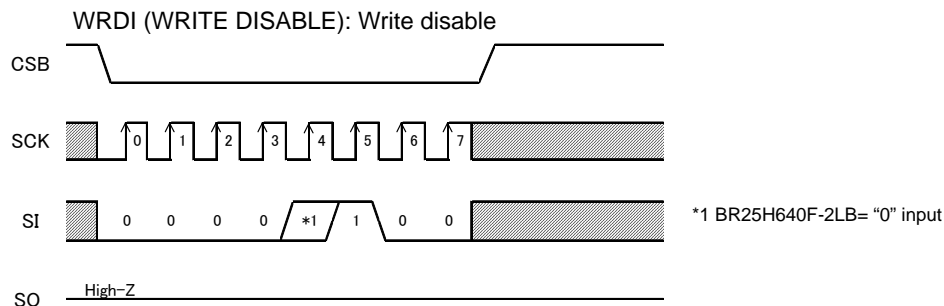 WRDI (WRITE DISABLE): Write disable
CSB
SCK 0 1 2 3 4 5 6 7
SI 0 0 0 0 *1 1 0 0 *1 BR25H640F-2LB= “0” input
High-Z
SO